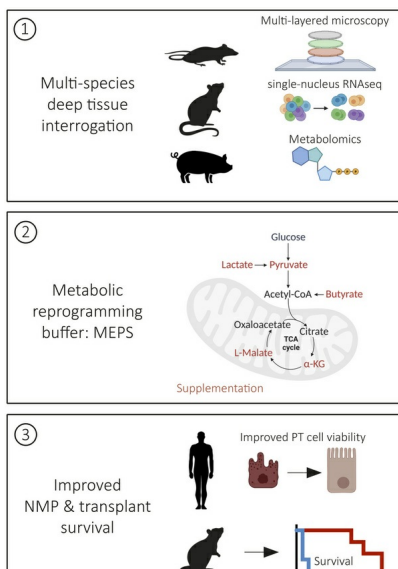 1
Multi-species
deep tissue
interrogation
Multi-layered microscopy
single-nucleus RNAseq
Metabolomics
2
Metabolic
reprogramming
buffer: MEPS
Glucose
Lactate
Pyruvate
Acetyl-CoA
Butyrate
Oxaloacetate
Citrate
TCA
cycle
L-Malate
α-KG
Supplementation
3
Improved
NMP & transplant
survival
Improved PT cell viability
Survival